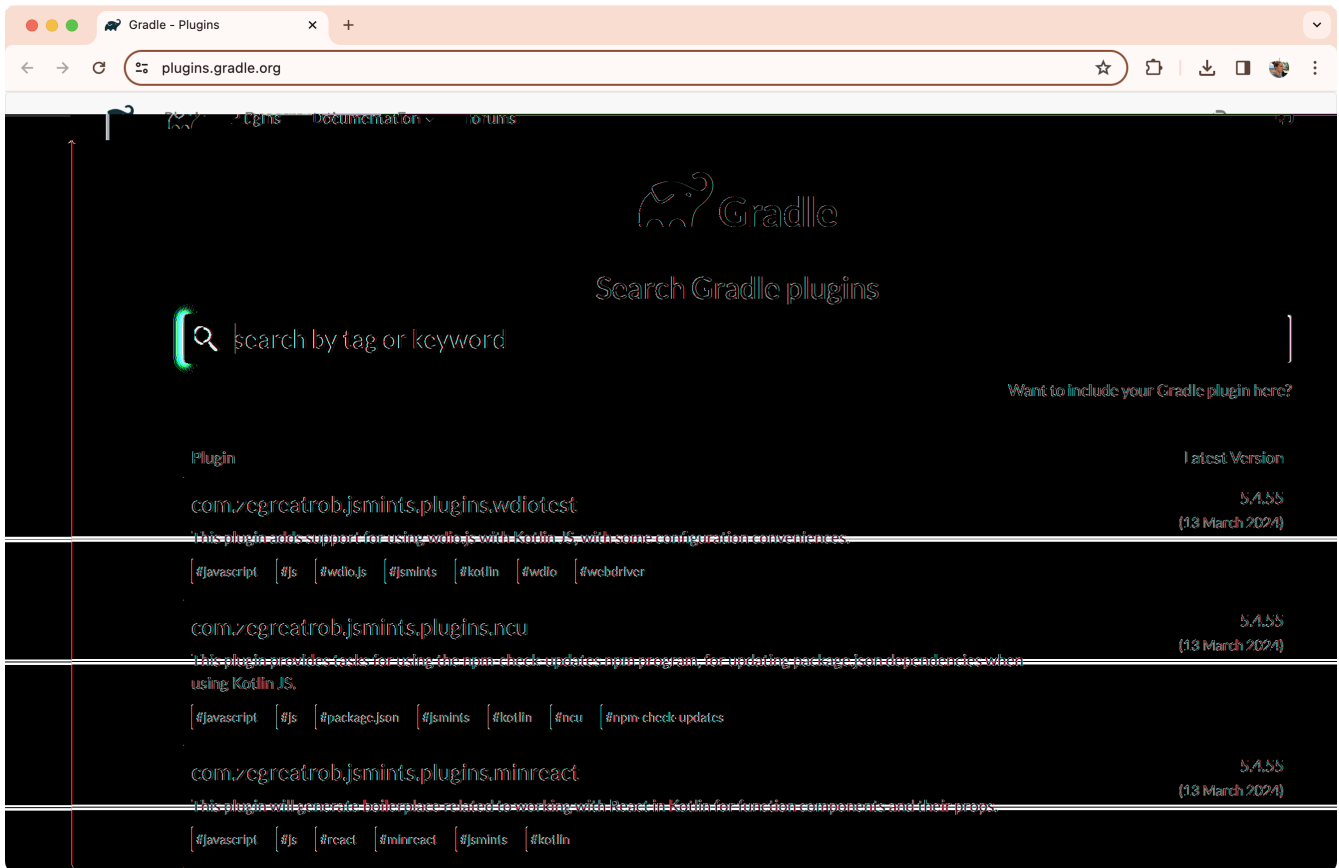 Gradle - Plugins
plugins.gradle.org
Documentation Forums
Gradle
Search Gradle plugins
search by tag or keyword
Want to include your Gradle plugin here?
Plugin Latest Version
com.zegreatrob.jsmints.plugins.wdiotest 5.4.55
(13 March 2024)
This plugin adds support for using wdio.js with Kotlin JS, with some configuration conveniences.
#javascript #js #wdio.js #jsmints #kotlin #wdio #webdriver
com.zegreatrob.jsmints.plugins.ncu 5.4.55
(13 March 2024)
This plugin provides tasks for using the npm-check-updates npm program, for updating package.json dependencies when
using Kotlin JS.
#javascript #js #package.json #jsmints #kotlin #ncu #npm-check-updates
com.zegreatrob.jsmints.plugins.minreact 5.4.55
(13 March 2024)
This plugin will generate boilerplace related to working with React in Kotlin for function components and their props.
#javascript #js #react #minreact #jsmints #kotlin